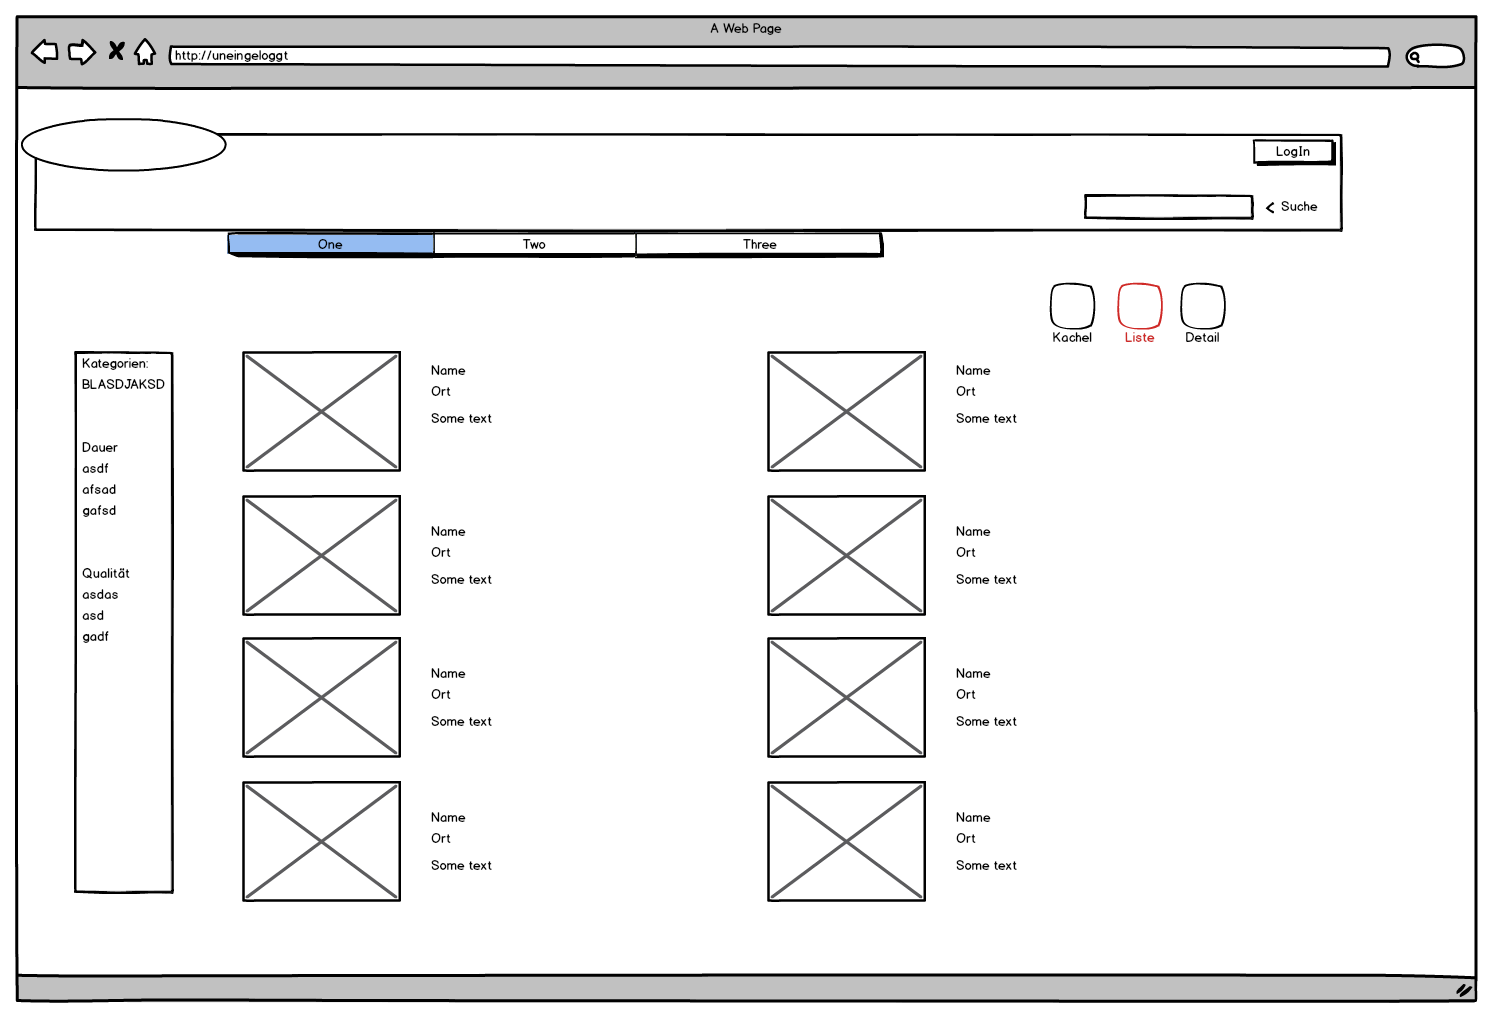 A Web Page
http://uneingeloggt
LogIn
< Suche
One
Two
Three
Kachel
Liste
Detail
Kategorien:
BLASDJAKSD
Dauer
asdf
afsad
gafsd
Qualität
asdas
asd
gadf
Name
Ort
Some text
Name
Ort
Some text
Name
Ort
Some text
Name
Ort
Some text
Name
Ort
Some text
Name
Ort
Some text
Name
Ort
Some text
Name
Ort
Some text